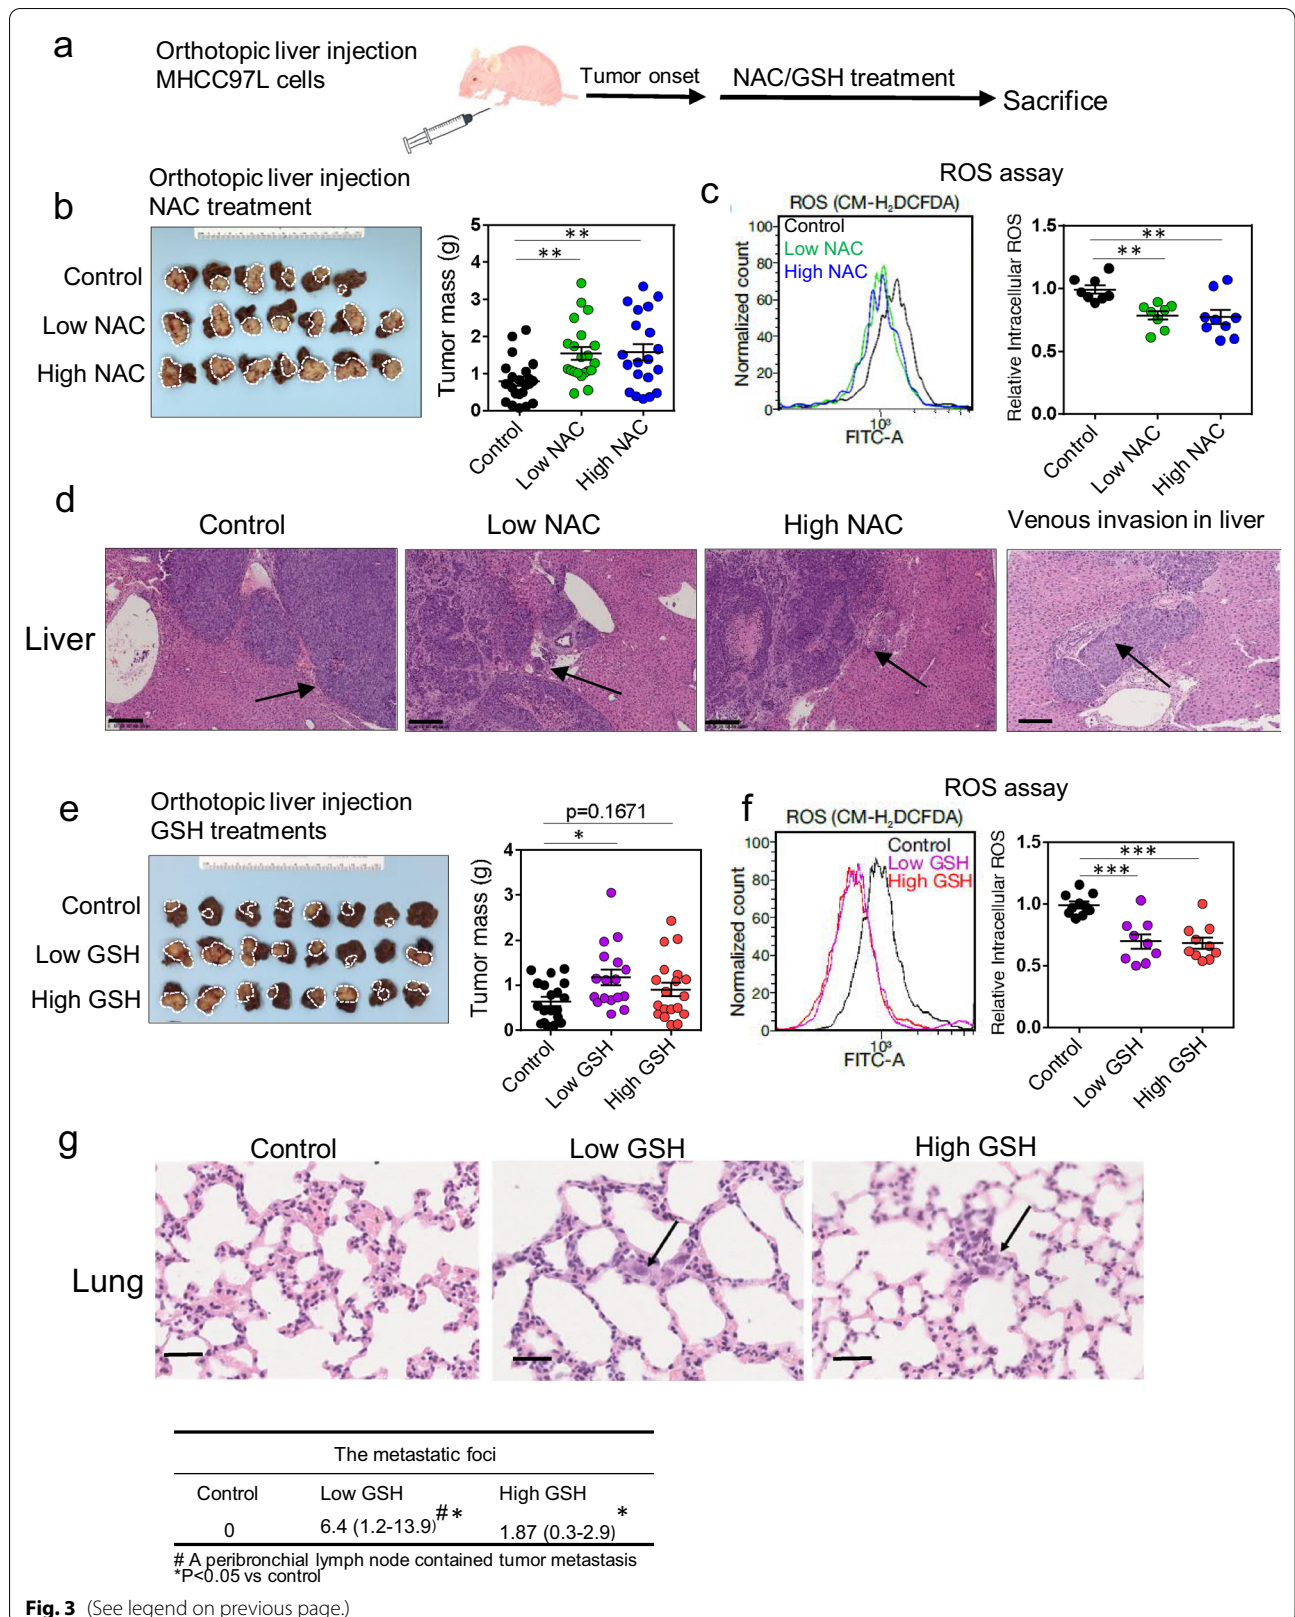 a
Orthotopic liver injection
MHCC97L cells
Tumor onset
NAC/GSH treatment
Sacrifice
b
Orthotopic liver injection
NAC treatment
Control
Low NAC
High NAC
Tumor mass (g)
5
4
3
2
1
0
**
**
Control
Low NAC
High NAC
c
ROS assay
ROS (CM-H₂DCFDA)
Control
Low NAC
High NAC
Normalized count
100
80
60
40
20
0
10³
FITC-A
Relative Intracellular ROS
1.5
1.0
0.5
0.0
**
**
Control
Low NAC
High NAC
d
Control
Low NAC
High NAC
Venous invasion in liver
Liver
e
Orthotopic liver injection
GSH treatments
Control
Low GSH
High GSH
p=0.1671
*
Tumor mass (g)
4
3
2
1
0
Control
Low GSH
High GSH
f
ROS assay
ROS (CM-H₂DCFDA)
Control
Low GSH
High GSH
Normalized count
100
80
60
40
20
0
10³
FITC-A
Relative Intracellular ROS
1.5
1.0
0.5
0.0
***
***
Control
Low GSH
High GSH
g
Control
Low GSH
High GSH
Lung
The metastatic foci
Control Low GSH High GSH
0 6.4 (1.2-13.9)#* 1.87 (0.3-2.9)*
# A peribronchial lymph node contained tumor metastasis
*P<0.05 vs control
Fig. 3 (See legend on previous page.)